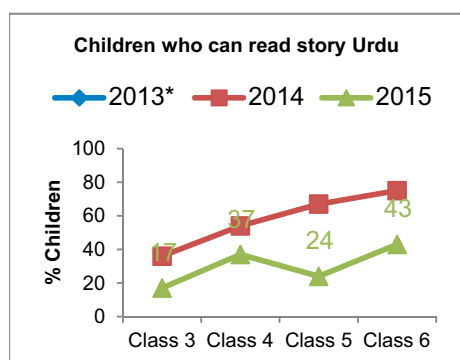 Children who can read story Urdu
2013* 2014 2015
% Children
100
80
60
40
20
0
17
37
24
43
Class 3 Class 4 Class 5 Class 6